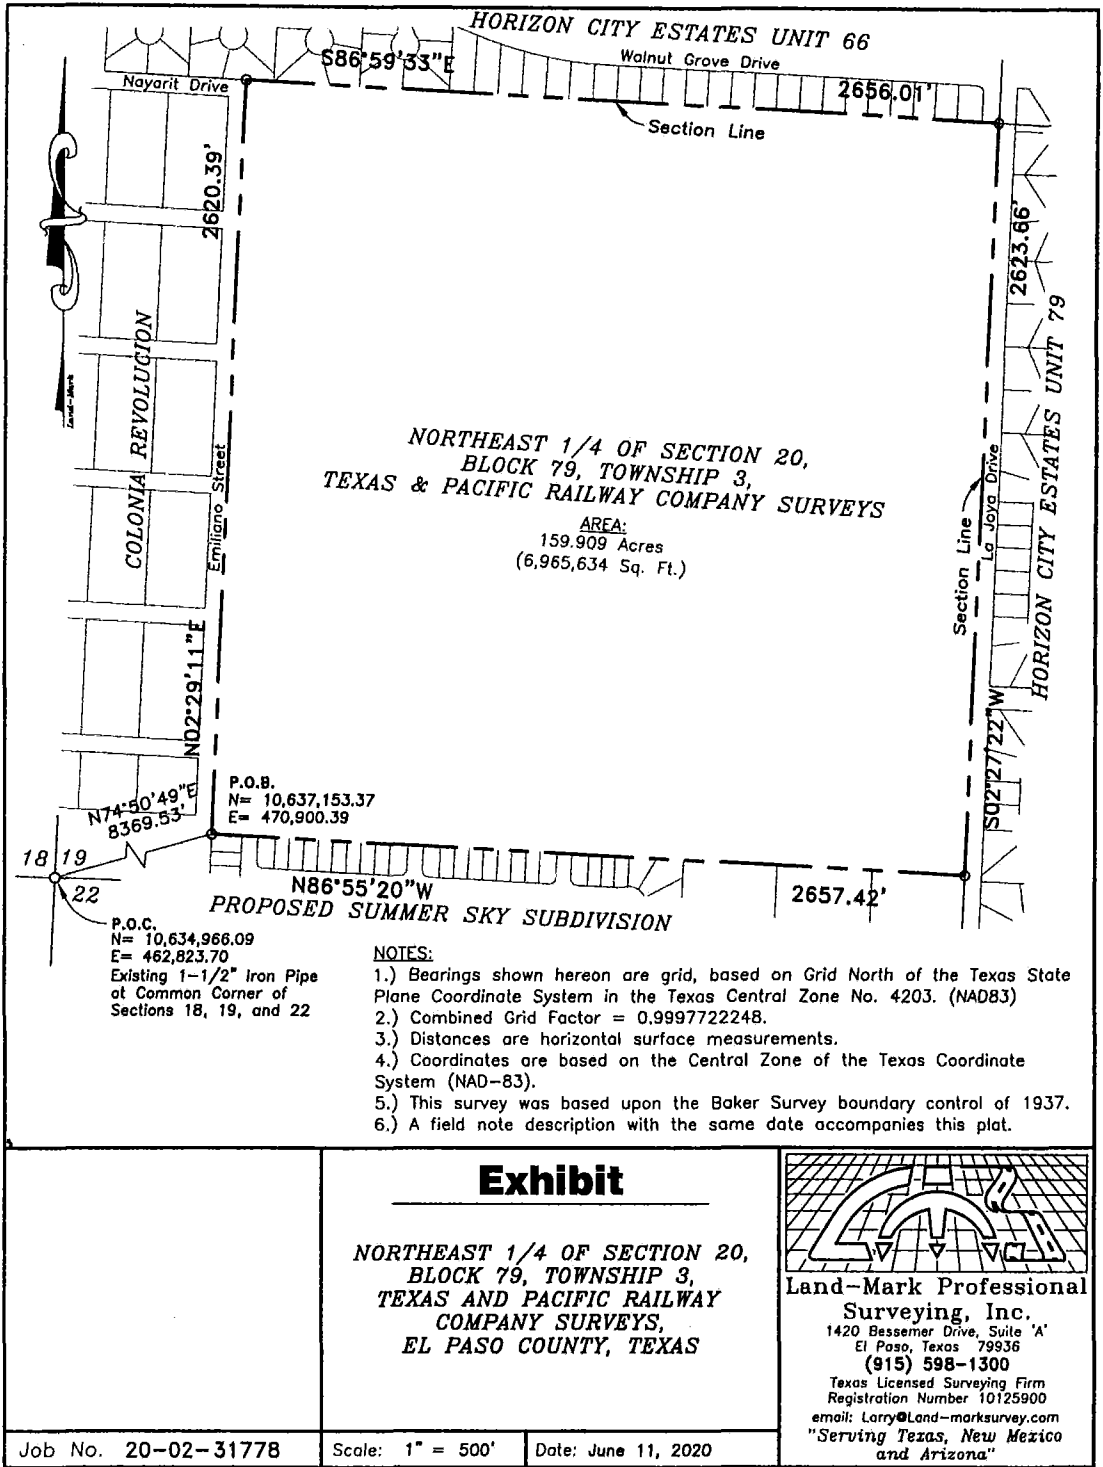 HORIZON CITY ESTATES UNIT 66
S86°59'33"E
Walnut Grove Drive
Nayarit Drive
2656.01'
Section Line
2620.39'
2623.66'
COLONIA REVOLUCION
HORIZON CITY ESTATES UNIT 79
Land-Mark
NORTHEAST 1/4 OF SECTION 20,
BLOCK 79, TOWNSHIP 3,
TEXAS & PACIFIC RAILWAY COMPANY SURVEYS
AREA:
159.909 Acres
(6,965,634 Sq. Ft.)
Emiliano Street
Section Line
La Joya Drive
N02°29'11"E
S02°27'22"W
P.O.B.
N= 10,637,153.37
E= 470,900.39
N74°50'49"E
8369.53'
18 19
22
N86°55'20"W
2657.42'
PROPOSED SUMMER SKY SUBDIVISION
P.O.C.
N= 10,634,966.09
E= 462,823.70
Existing 1-1/2" Iron Pipe
at Common Corner of
Sections 18, 19, and 22
NOTES:
1.) Bearings shown hereon are grid, based on Grid North of the Texas State
Plane Coordinate System in the Texas Central Zone No. 4203. (NAD83)
2.) Combined Grid Factor = 0.9997722248.
3.) Distances are horizontal surface measurements.
4.) Coordinates are based on the Central Zone of the Texas Coordinate
System (NAD-83).
5.) This survey was based upon the Baker Survey boundary control of 1937.
6.) A field note description with the same date accompanies this plat.
Exhibit
NORTHEAST 1/4 OF SECTION 20,
BLOCK 79, TOWNSHIP 3,
TEXAS AND PACIFIC RAILWAY
COMPANY SURVEYS,
EL PASO COUNTY, TEXAS
Land-Mark Professional
Surveying, Inc.
1420 Bessemer Drive, Suite 'A'
El Paso, Texas 79936
(915) 598-1300
Texas Licensed Surveying Firm
Registration Number 10125900
email: Larry@Land-marksurvey.com
"Serving Texas, New Mexico
and Arizona"
Job No. 20-02-31778
Scale: 1" = 500'
Date: June 11, 2020